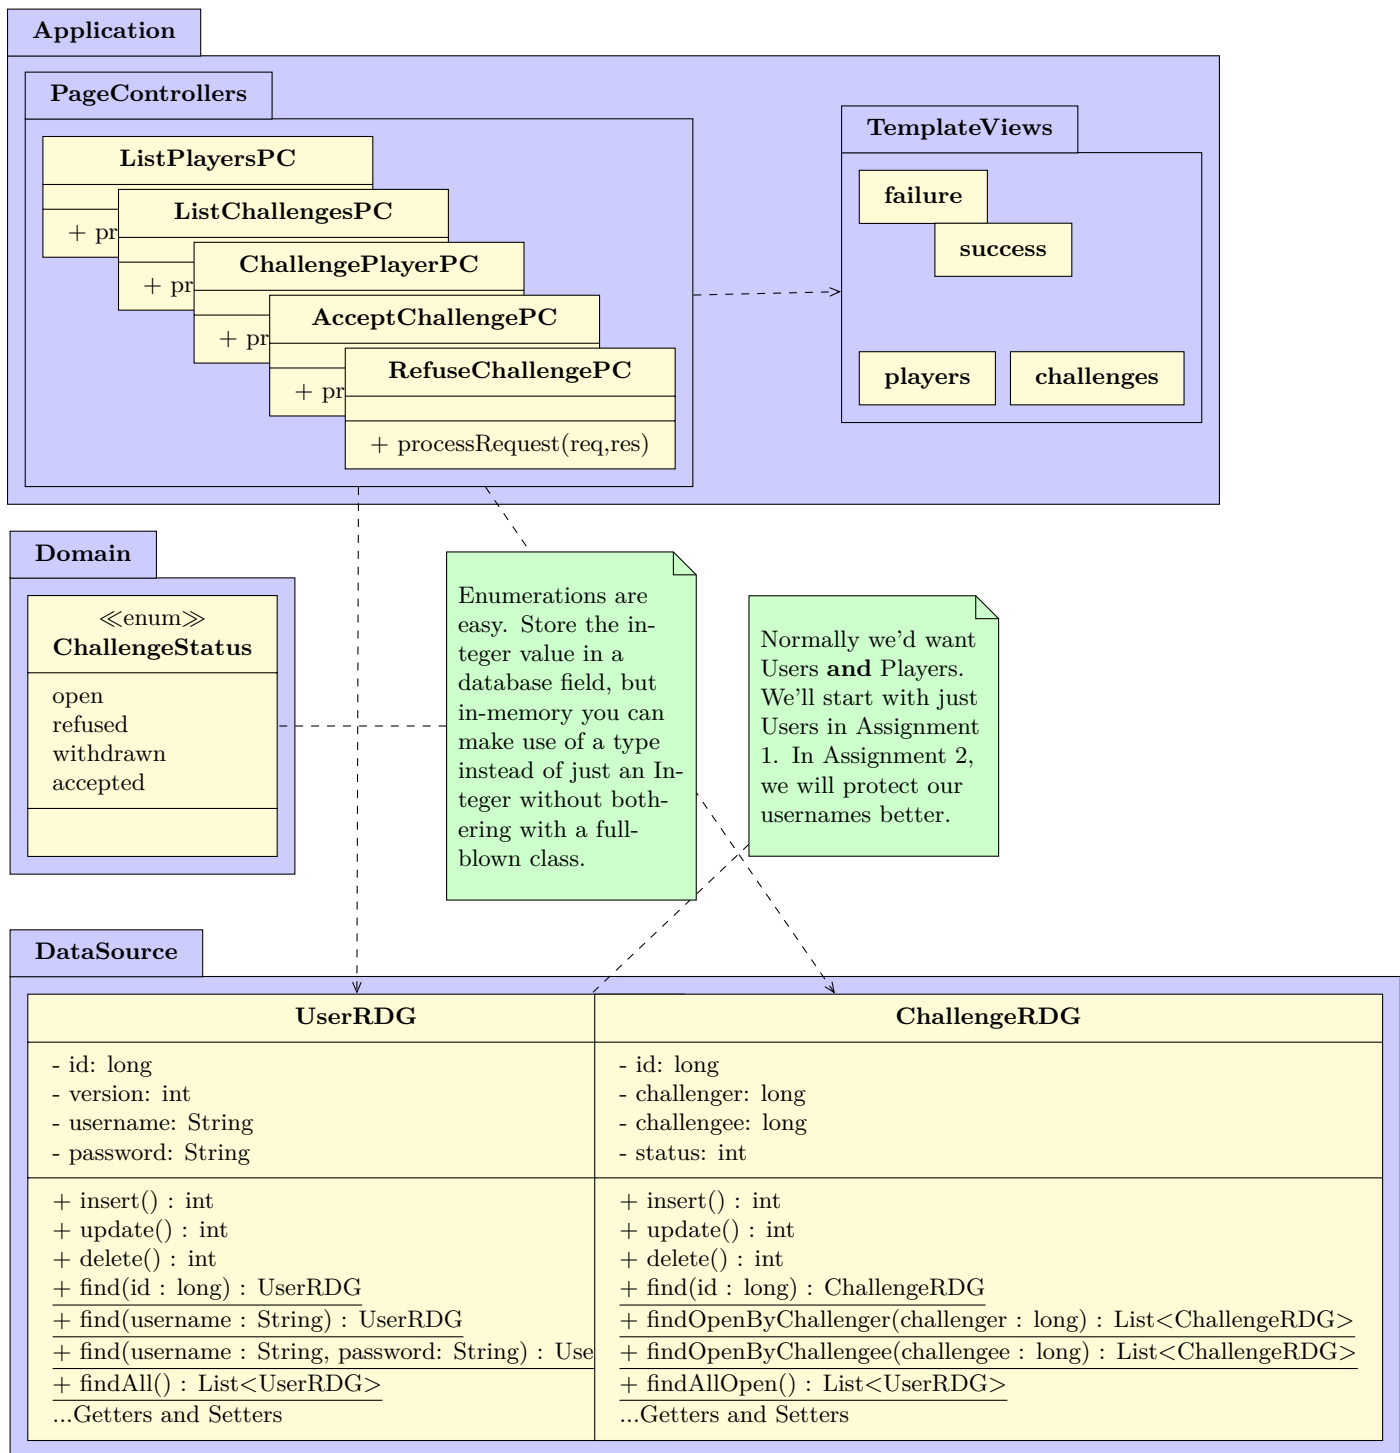 Application
PageControllers
ListPlayersPC
+ pr
ListChallengesPC
+ pr
ChallengePlayerPC
+ pr
AcceptChallengePC
+ pr
RefuseChallengePC
+ processRequest(req,res)
TemplateViews
failure
success
players
challenges
Domain
≪enum≫
ChallengeStatus
open
refused
withdrawn
accepted
Enumerations are
easy. Store the in-
teger value in a
database field, but
in-memory you can
make use of a type
instead of just an In-
teger without both-
ering with a full-
blown class.
Normally we'd want
Users and Players.
We'll start with just
Users in Assignment
1. In Assignment 2,
we will protect our
usernames better.
DataSource
UserRDG
- id: long
- version: int
- username: String
- password: String
+ insert() : int
+ update() : int
+ delete() : int
+ find(id : long) : UserRDG
+ find(username : String) : UserRDG
+ find(username : String, password: String) : Use
+ findAll() : List<UserRDG>
...Getters and Setters
ChallengeRDG
- id: long
- challenger: long
- challengee: long
- status: int
+ insert() : int
+ update() : int
+ delete() : int
+ find(id : long) : ChallengeRDG
+ findOpenByChallenger(challenger : long) : List<ChallengeRDG>
+ findOpenByChallengee(challengee : long) : List<ChallengeRDG>
+ findAllOpen() : List<UserRDG>
...Getters and Setters